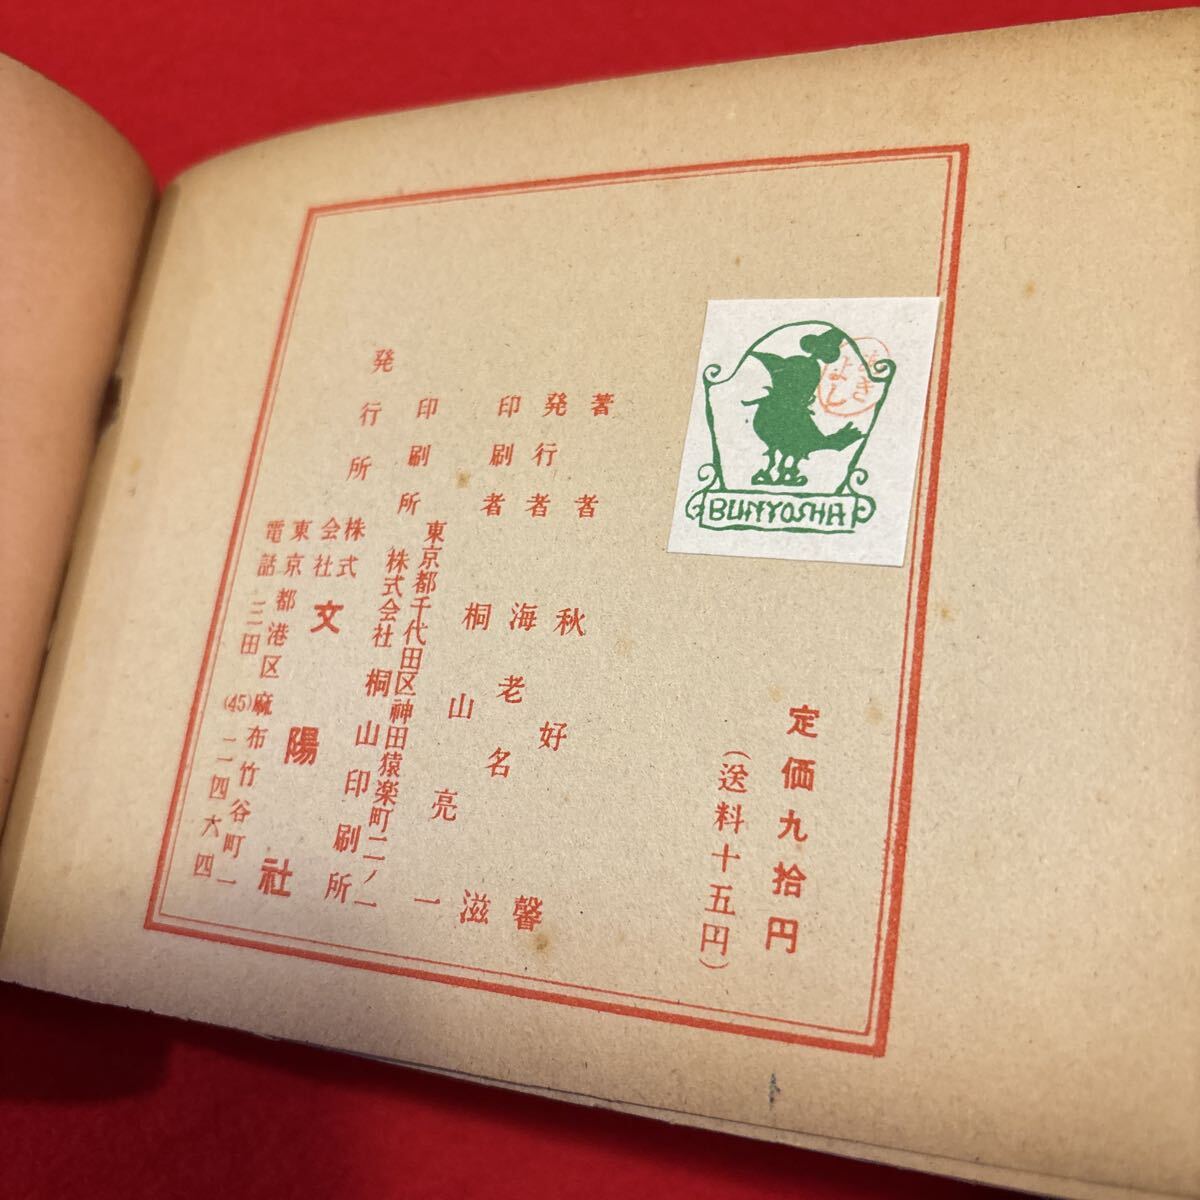 定価九拾円
(送料十五円)
あき
よし
BUNYOSHA
著者 秋好馨
発行者 海老名滋
印刷者 桐山亮一
東京都千代田区神田猿楽町二ノ一
印刷所 株式会社桐山印刷所
発行所 株式会社文陽社
東京都港区麻布竹谷町一
電話三田(45)二四六四